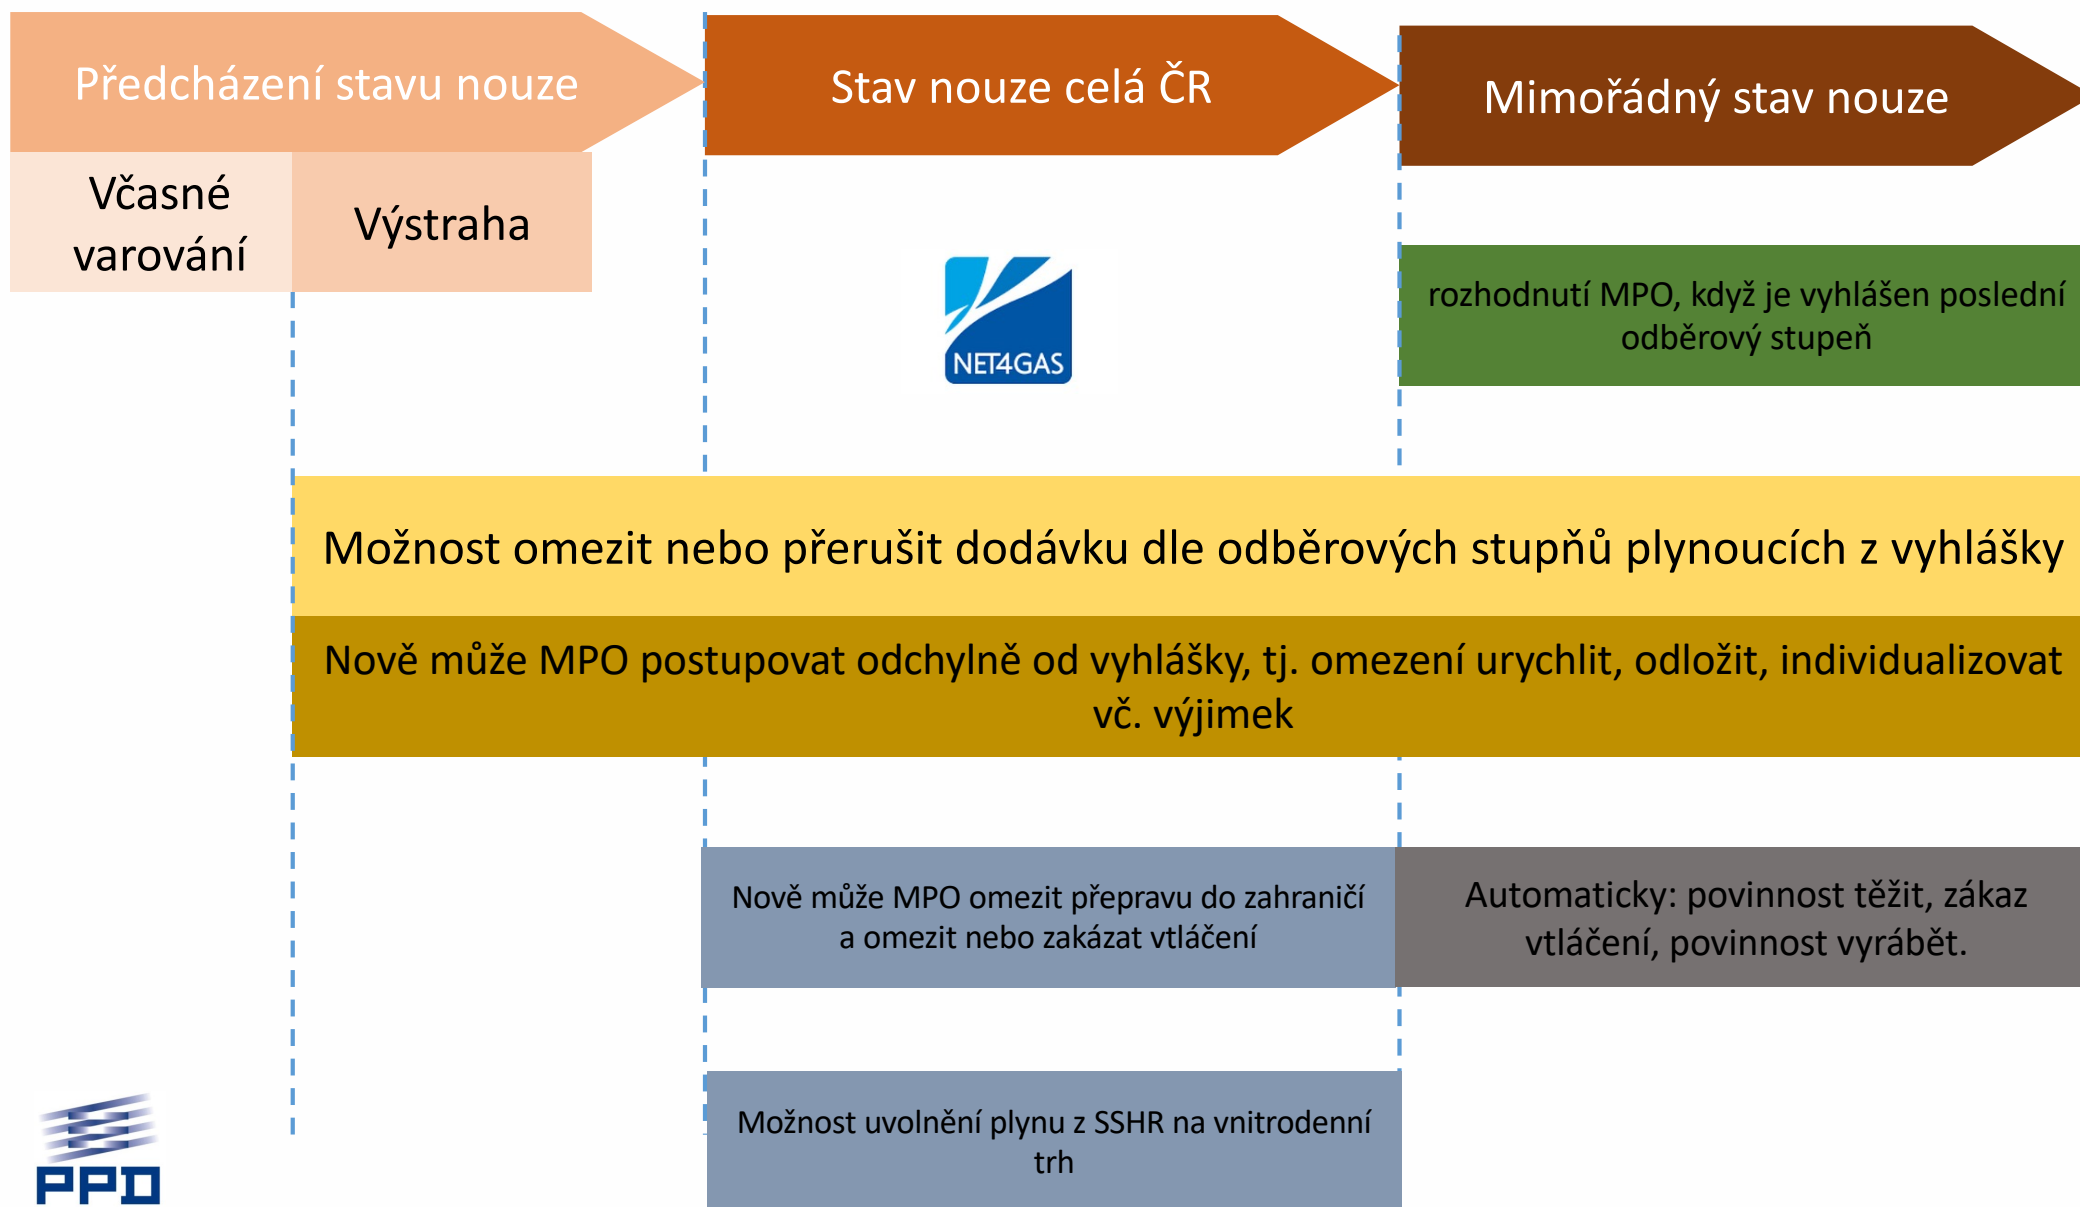 Předcházení stavu nouze
Stav nouze celá ČR
Mimořádný stav nouze
Včasné
varování
Výstraha
NET4GAS
rozhodnutí MPO, když je vyhlášen poslední
odběrový stupeň
Možnost omezit nebo přerušit dodávku dle odběrových stupňů plynoucích z vyhlášky
Nově může MPO postupovat odchylně od vyhlášky, tj. omezení urychlit, odložit, individualizovat
vč. výjimek
Nově může MPO omezit přepravu do zahraničí
a omezit nebo zakázat vtláčení
Automaticky: povinnost těžit, zákaz
vtláčení, povinnost vyrábět.
Možnost uvolnění plynu z SSHR na vnitrodenní
trh
PPD